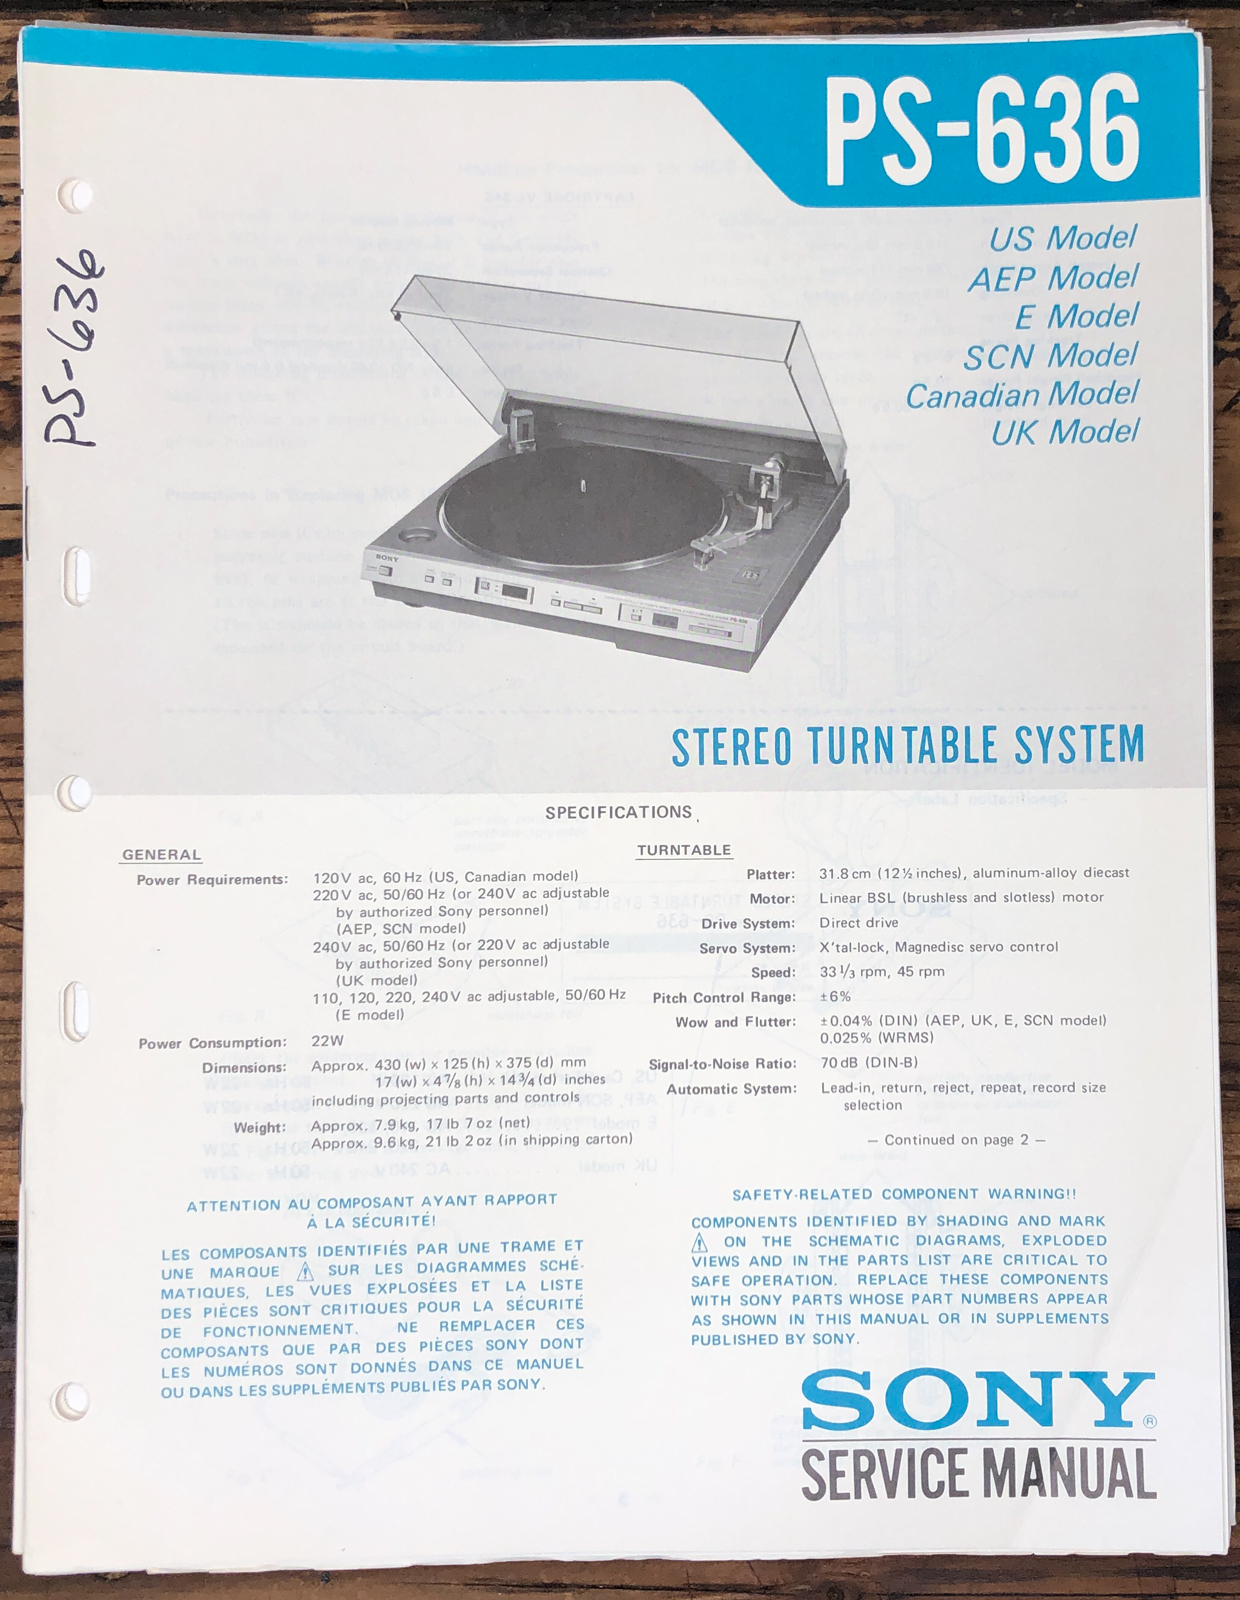 PS-636
US Model
AEP Model
E Model
SCN Model
Canadian Model
UK Model
PS-636
SONY
STEREO TURNTABLE SYSTEM
SPECIFICATIONS
GENERAL
Power Requirements: 120V ac, 60 Hz (US, Canadian model)
220V ac, 50/60 Hz (or 240V ac adjustable
by authorized Sony personnel)
(AEP, SCN model)
240V ac, 50/60 Hz (or 220V ac adjustable
by authorized Sony personnel)
(UK model)
110, 120, 220, 240V ac adjustable, 50/60 Hz
(E model)
Power Consumption: 22W
Dimensions: Approx. 430 (w) x 125 (h) x 375 (d) mm
17 (w) x 4 7/8 (h) x 14 3/4 (d) inches
including projecting parts and controls
Weight: Approx. 7.9 kg, 17 lb 7 oz (net)
Approx. 9.6 kg, 21 lb 2 oz (in shipping carton)
TURNTABLE
Platter: 31.8 cm (12 ½ inches), aluminum-alloy diecast
Motor: Linear BSL (brushless and slotless) motor
Drive System: Direct drive
Servo System: X'tal-lock, Magnedisc servo control
Speed: 33 1/3 rpm, 45 rpm
Pitch Control Range: ±6%
Wow and Flutter: ±0.04% (DIN) (AEP, UK, E, SCN model)
0.025% (WRMS)
Signal-to-Noise Ratio: 70 dB (DIN-B)
Automatic System: Lead-in, return, reject, repeat, record size
selection
— Continued on page 2 —
ATTENTION AU COMPOSANT AYANT RAPPORT
À LA SÉCURITÉ!
LES COMPOSANTS IDENTIFIÉS PAR UNE TRAME ET
UNE MARQUE ⚠ SUR LES DIAGRAMMES SCHÉ-
MATIQUES, LES VUES EXPLOSÉES ET LA LISTE
DES PIÈCES SONT CRITIQUES POUR LA SÉCURITÉ
DE FONCTIONNEMENT. NE REMPLACER CES
COMPOSANTS QUE PAR DES PIÈCES SONY DONT
LES NUMÉROS SONT DONNÉS DANS CE MANUEL
OU DANS LES SUPPLÉMENTS PUBLIÉS PAR SONY.
SAFETY-RELATED COMPONENT WARNING!!
COMPONENTS IDENTIFIED BY SHADING AND MARK
⚠ ON THE SCHEMATIC DIAGRAMS, EXPLODED
VIEWS AND IN THE PARTS LIST ARE CRITICAL TO
SAFE OPERATION. REPLACE THESE COMPONENTS
WITH SONY PARTS WHOSE PART NUMBERS APPEAR
AS SHOWN IN THIS MANUAL OR IN SUPPLEMENTS
PUBLISHED BY SONY.
SONY®
SERVICE MANUAL